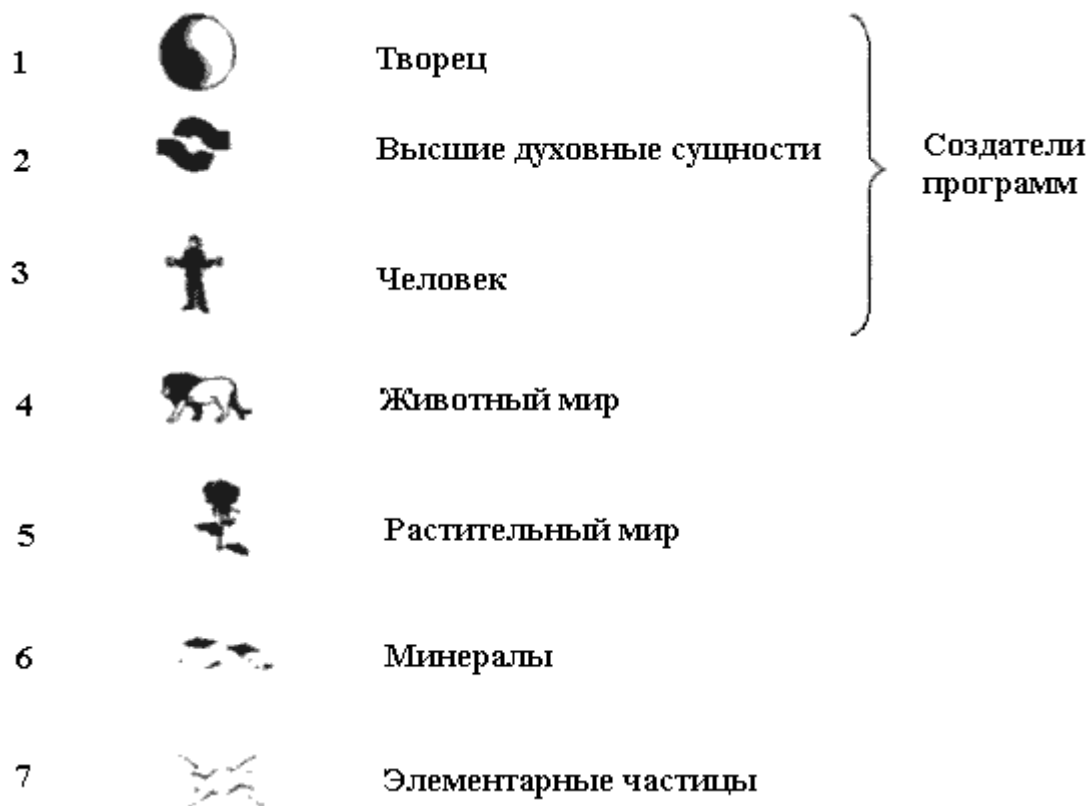 1 Творец
2 Высшие духовные сущности
Создатели
программ
3 Человек
4 Животный мир
5 Растительный мир
6 Минералы
7 Элементарные частицы